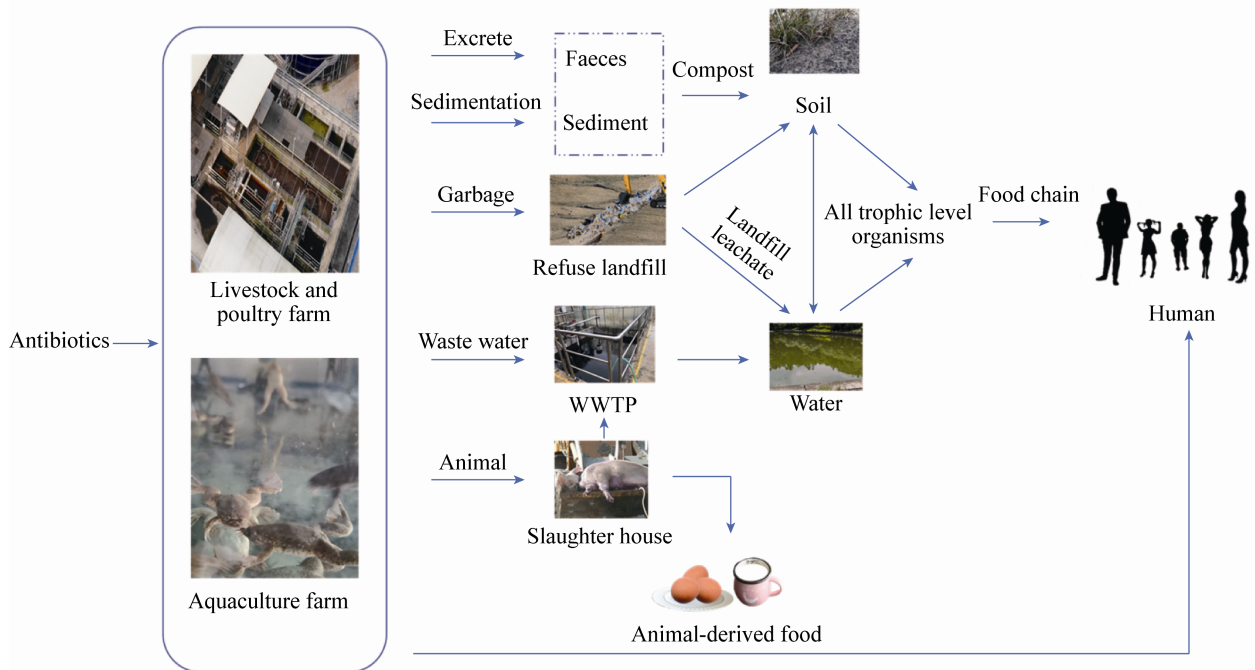 Antibiotics
Livestock and
poultry farm
Aquaculture farm
Excrete
Sedimentation
Garbage
Waste water
Animal
Faeces
Sediment
Refuse landfill
WWTP
Slaughter house
Compost
Landfill
leachate
Soil
Water
Animal-derived food
All trophic level
organisms
Food chain
Human